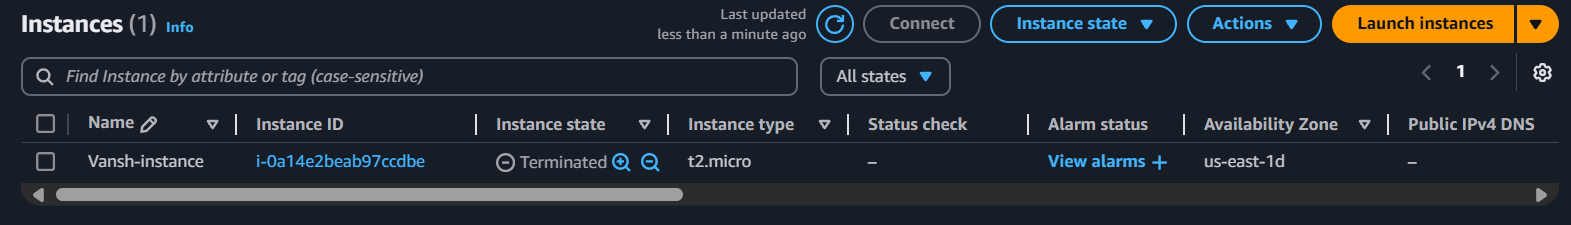 Instances (1) Info
Last updated
less than a minute ago
Connect
Instance state
Actions
Launch instances
Find Instance by attribute or tag (case-sensitive)
All states
1
Name Instance ID Instance state Instance type Status check Alarm status Availability Zone Public IPv4 DNS
Vansh-instance i-0a14e2beab97ccdbe Terminated t2.micro – View alarms + us-east-1d –